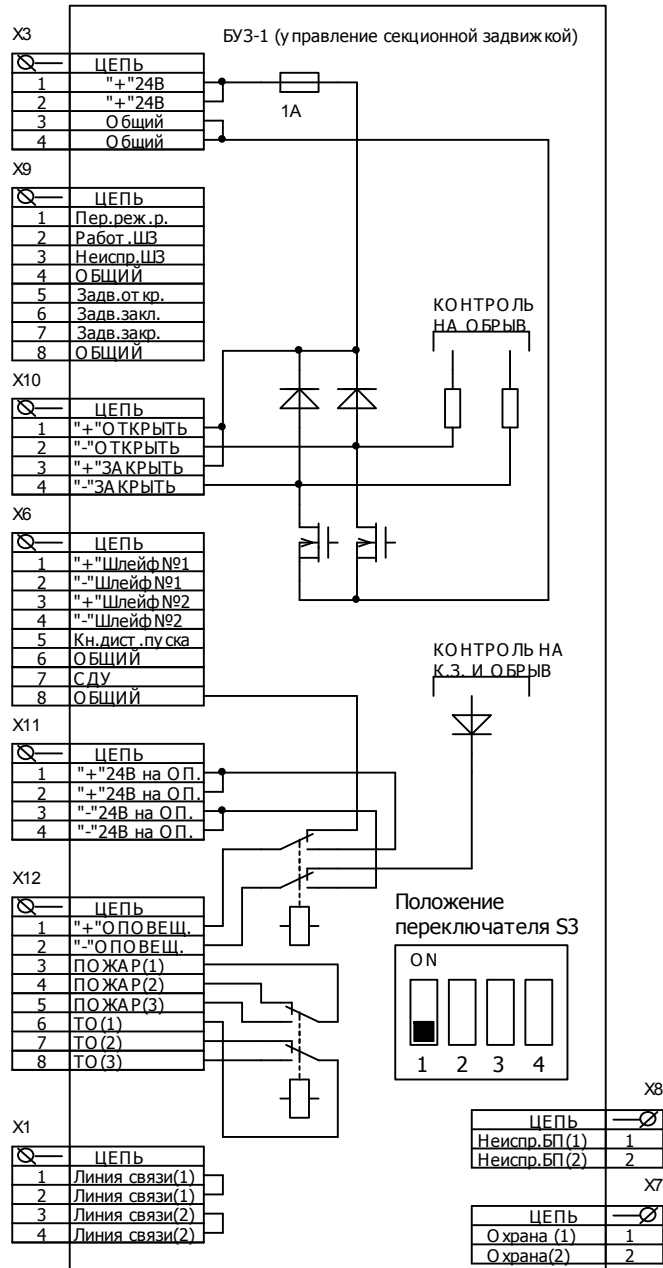 X3
БУЗ-1 (управление секционной задвижкой)
ЦЕПЬ
1 "+"24В
2 "+"24В
3 Общий
4 Общий
1А
X9
ЦЕПЬ
1 Пер.реж.р.
2 Работ.ШЗ
3 Неиспр.ШЗ
4 ОБЩИЙ
5 Задв.откр.
6 Задв.закл.
7 Задв.закр.
8 ОБЩИЙ
КОНТРОЛЬ
НА ОБРЫВ
X10
ЦЕПЬ
1 "+"ОТКРЫТЬ
2 "-"ОТКРЫТЬ
3 "+"ЗАКРЫТЬ
4 "-"ЗАКРЫТЬ
X6
ЦЕПЬ
1 "+"Шлейф№1
2 "-"Шлейф№1
3 "+"Шлейф№2
4 "-"Шлейф№2
5 Кн.дист.пуска
6 ОБЩИЙ
7 СДУ
8 ОБЩИЙ
КОНТРОЛЬ НА
К.З. И ОБРЫВ
X11
ЦЕПЬ
1 "+"24В на ОП.
2 "+"24В на ОП.
3 "-"24В на ОП.
4 "-"24В на ОП.
X12
ЦЕПЬ
1 "+"ОПОВЕЩ.
2 "-"ОПОВЕЩ.
3 ПОЖАР(1)
4 ПОЖАР(2)
5 ПОЖАР(3)
6 ТО(1)
7 ТО(2)
8 ТО(3)
Положение
переключателя S3
ON
1 2 3 4
X1
ЦЕПЬ
1 Линия связи(1)
2 Линия связи(1)
3 Линия связи(2)
4 Линия связи(2)
X8
ЦЕПЬ
Неиспр.БП(1) 1
Неиспр.БП(2) 2
X7
ЦЕПЬ
Охрана (1) 1
Охрана(2) 2